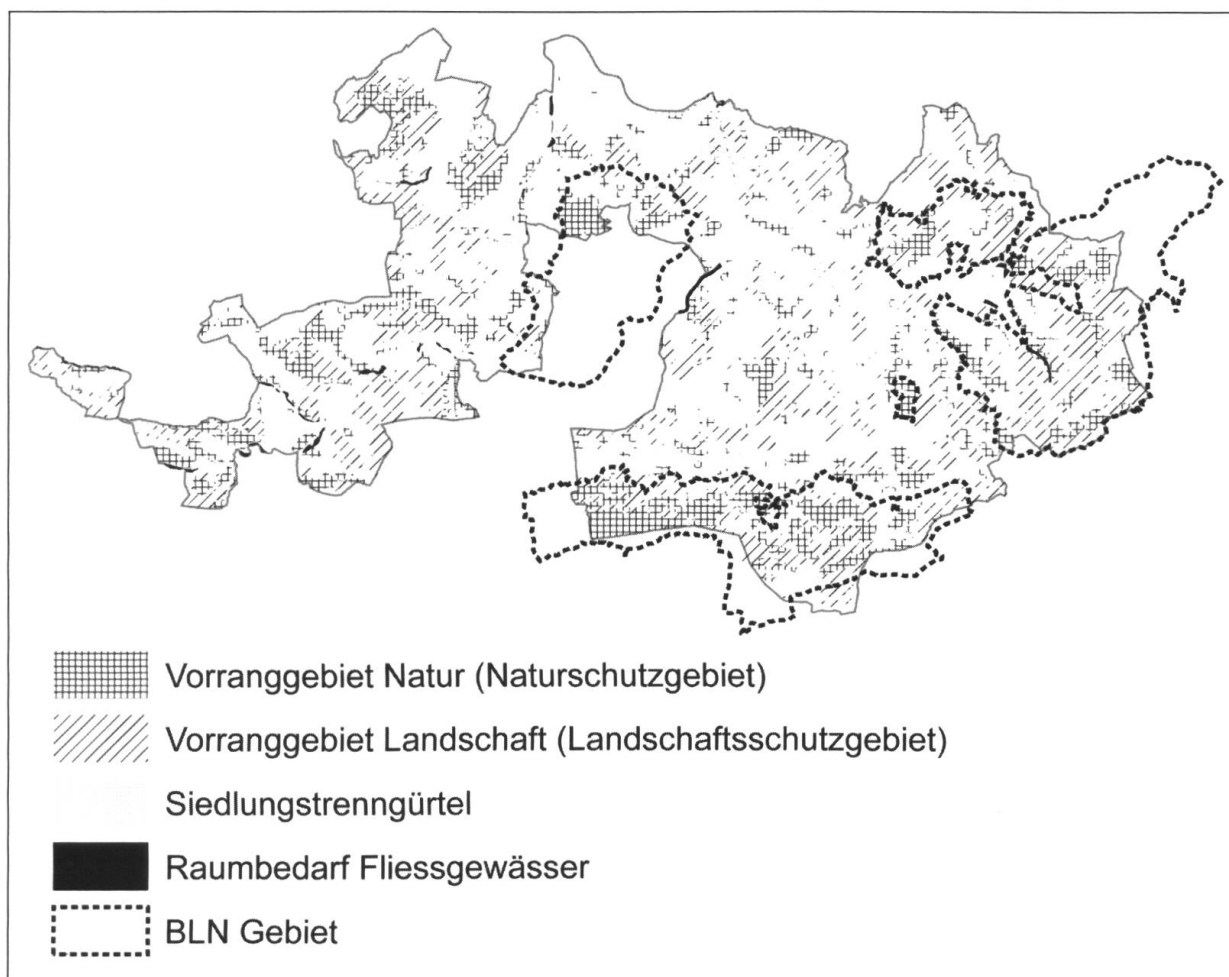 Vorranggebiet Natur (Naturschutzgebiet)
Vorranggebiet Landschaft (Landschaftsschutzgebiet)
Siedlungstrenngürtel
Raumbedarf Fliessgewässer
BLN Gebiet